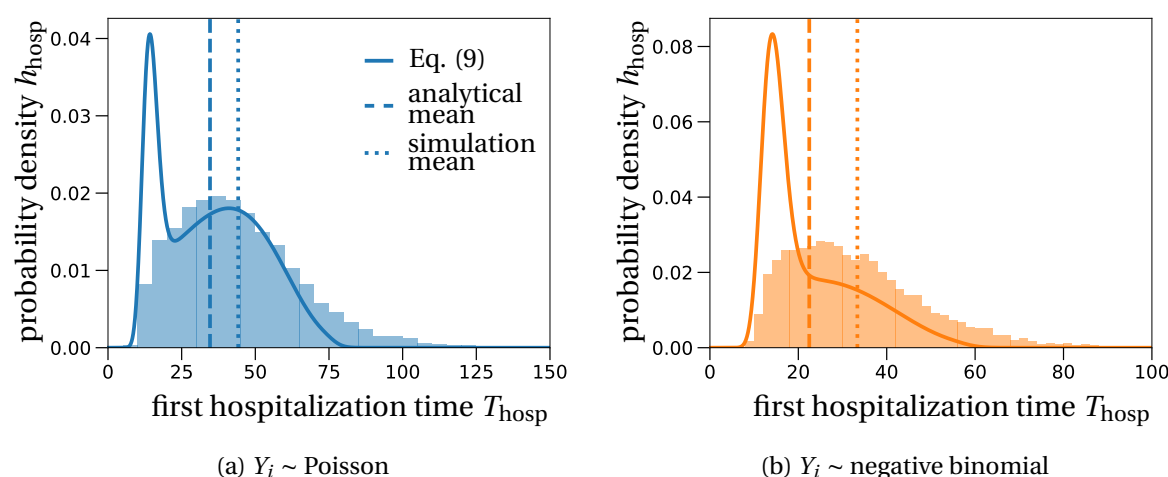 probability density h_hosp
0.04
0.03
0.02
0.01
0.00
0 25 50 75 100 125 150
first hospitalization time T_hosp
Eq. (9)
analytical
mean
simulation
mean
(a) Y_i ~ Poisson
probability density h_hosp
0.08
0.06
0.04
0.02
0.00
0 20 40 60 80 100
first hospitalization time T_hosp
(b) Y_i ~ negative binomial